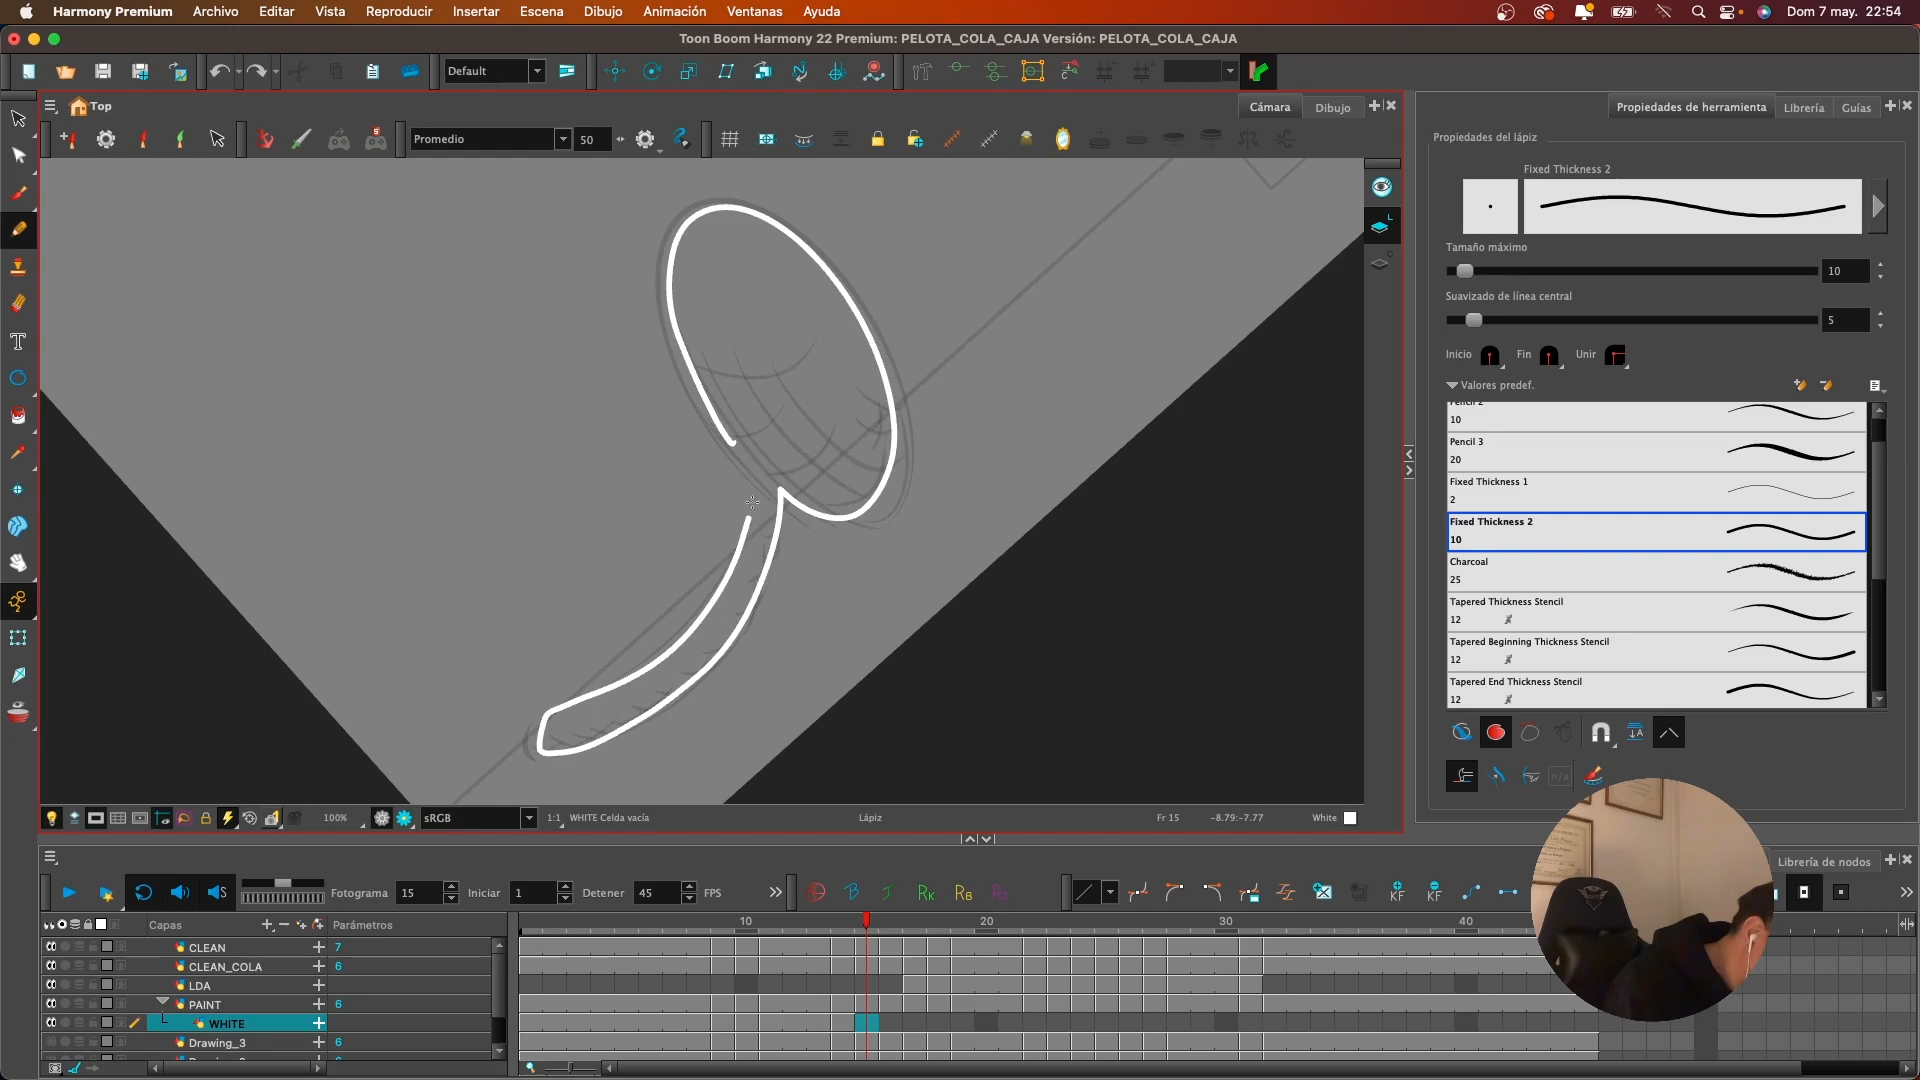 Harmony Premium Archivo Editar Vista Reproducir Insertar Escena Dibujo Animación Ventanas Ayuda Dom 7 may. 22:54
Toon Boom Harmony 22 Premium: PELOTA_COLA_CAJA Versión: PELOTA_COLA_CAJA
Default
Top
Cámara
Dibujo
Promedio
50
Propiedades de herramienta
Librería
Guías
Propiedades del lápiz
Fixed Thickness 2
Tamaño máximo
10
Suavizado de línea central
5
Inicio
Fin
Unir
Valores predef.
Pencil 2
10
Pencil 3
20
Fixed Thickness 1
2
Fixed Thickness 2
10
Charcoal
25
Tapered Thickness Stencil
12
Tapered Beginning Thickness Stencil
12
Tapered End Thickness Stencil
12
n/a
100%
sRGB
1:1
WHITE Celda vacía
Lápiz
Fr 15
-8.79:-7.77
White
Librería de nodos
Fotograma 15 Iniciar 1 Detener 45 FPS
Capas
Parámetros
10 20 30 40
CLEAN 7
CLEAN_COLA 6
LDA
PAINT 6
WHITE
Drawing_3 6